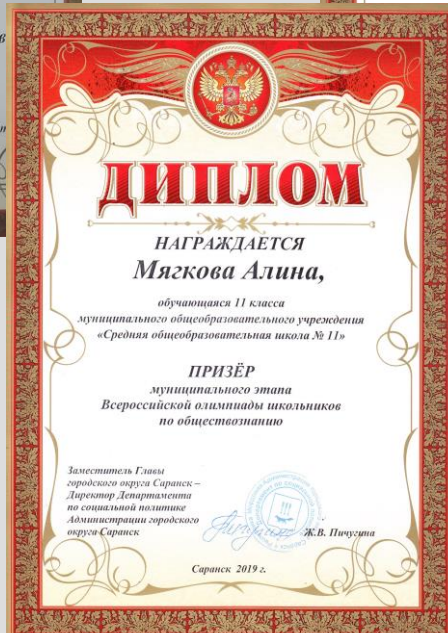 ДИПЛОМ
НАГРАЖДАЕТСЯ
Мягкова Алина,
обучающаяся 11 класса
муниципального общеобразовательного учреждения
«Средняя общеобразовательная школа № 11»
ПРИЗЁР
муниципального этапа
Всероссийской олимпиады школьников
по обществознанию
Заместитель Главы
городского округа Саранск –
Директор Департамента
по социальной политике
Администрации городского
округа Саранск
Ж.В. Пичугина
Саранск 2019 г.